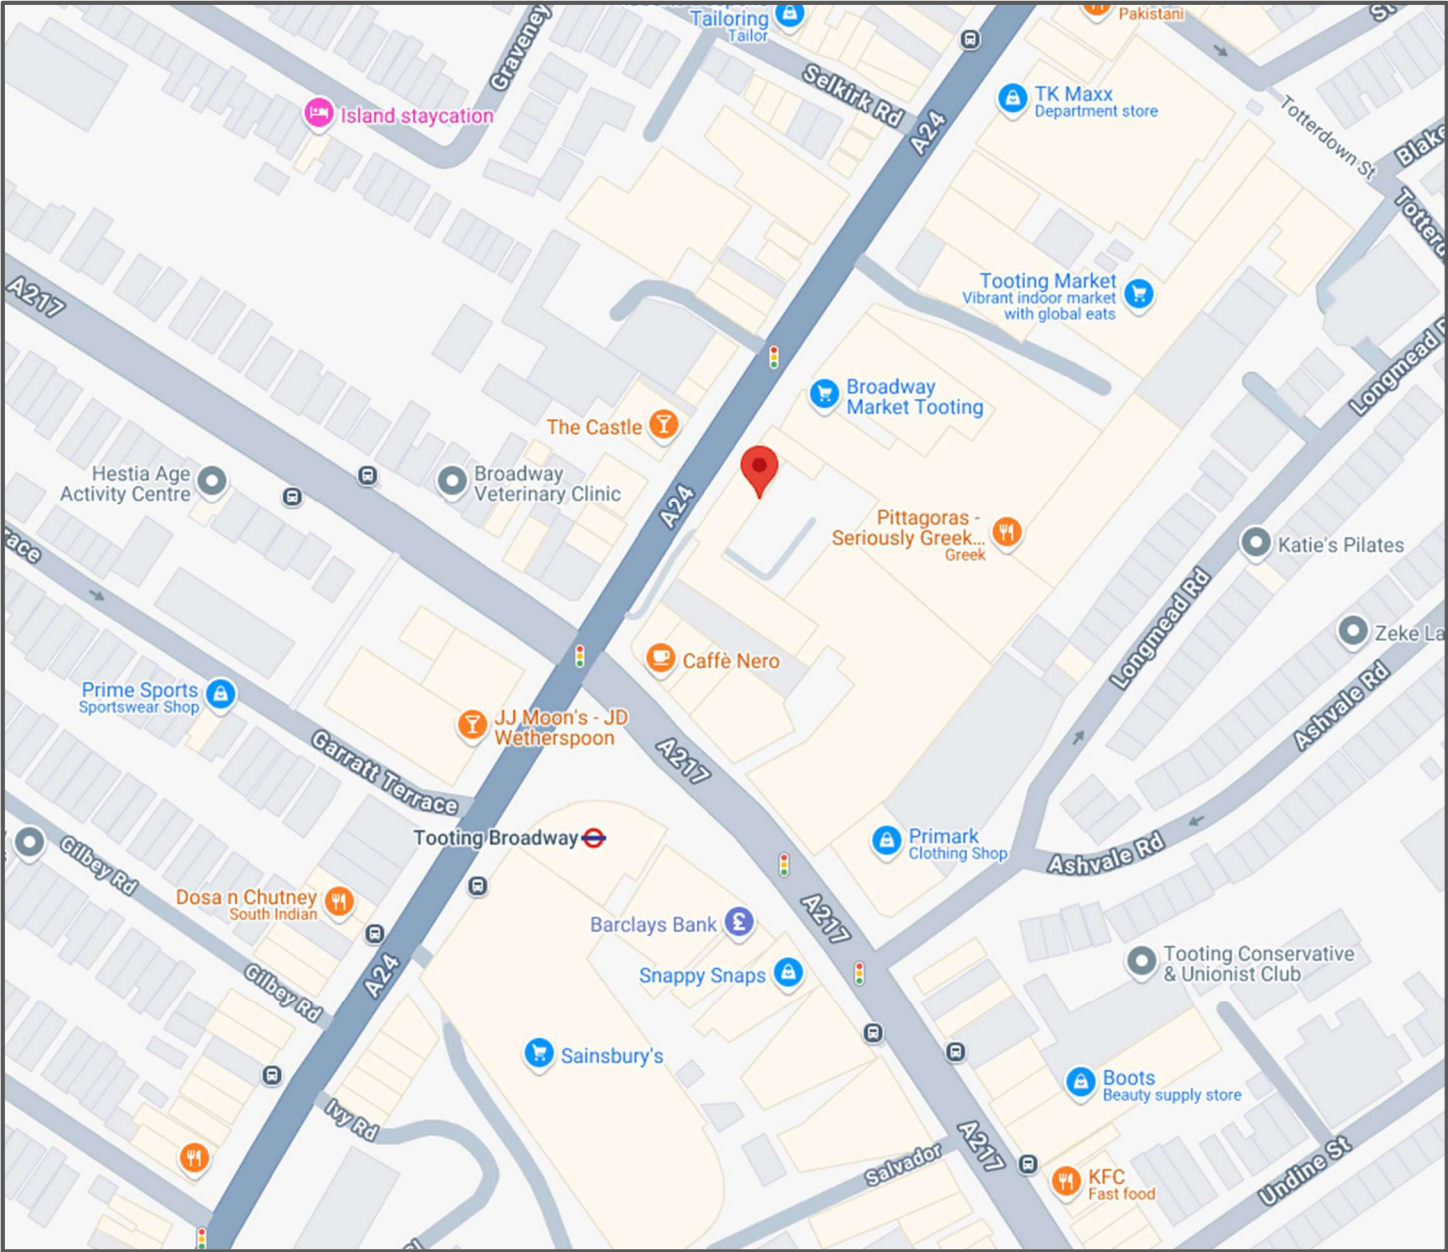 Graveney
Tailoring
Tailor
Pakistani
St
Selkirk Rd
TK Maxx
Department store
Island staycation
A24
Totterdown St
Blake
Totterd
A217
Tooting Market
Vibrant indoor market
with global eats
Longmead R
Broadway
Market Tooting
The Castle
Hestia Age
Activity Centre
Broadway
Veterinary Clinic
A24
Pittagoras -
Seriously Greek...
Greek
Katie's Pilates
race
Longmead Rd
Zeke La
Caffè Nero
Prime Sports
Sportswear Shop
JJ Moon's - JD
Wetherspoon
Ashvale Rd
Garratt Terrace
A217
Tooting Broadway
Primark
Clothing Shop
Ashvale Rd
Gilbey Rd
Dosa n Chutney
South Indian
Barclays Bank
£
A217
Snappy Snaps
Tooting Conservative
& Unionist Club
A24
Gilbey Rd
Sainsbury's
Boots
Beauty supply store
Ivy Rd
A217
Salvador
KFC
Fast food
Undine St